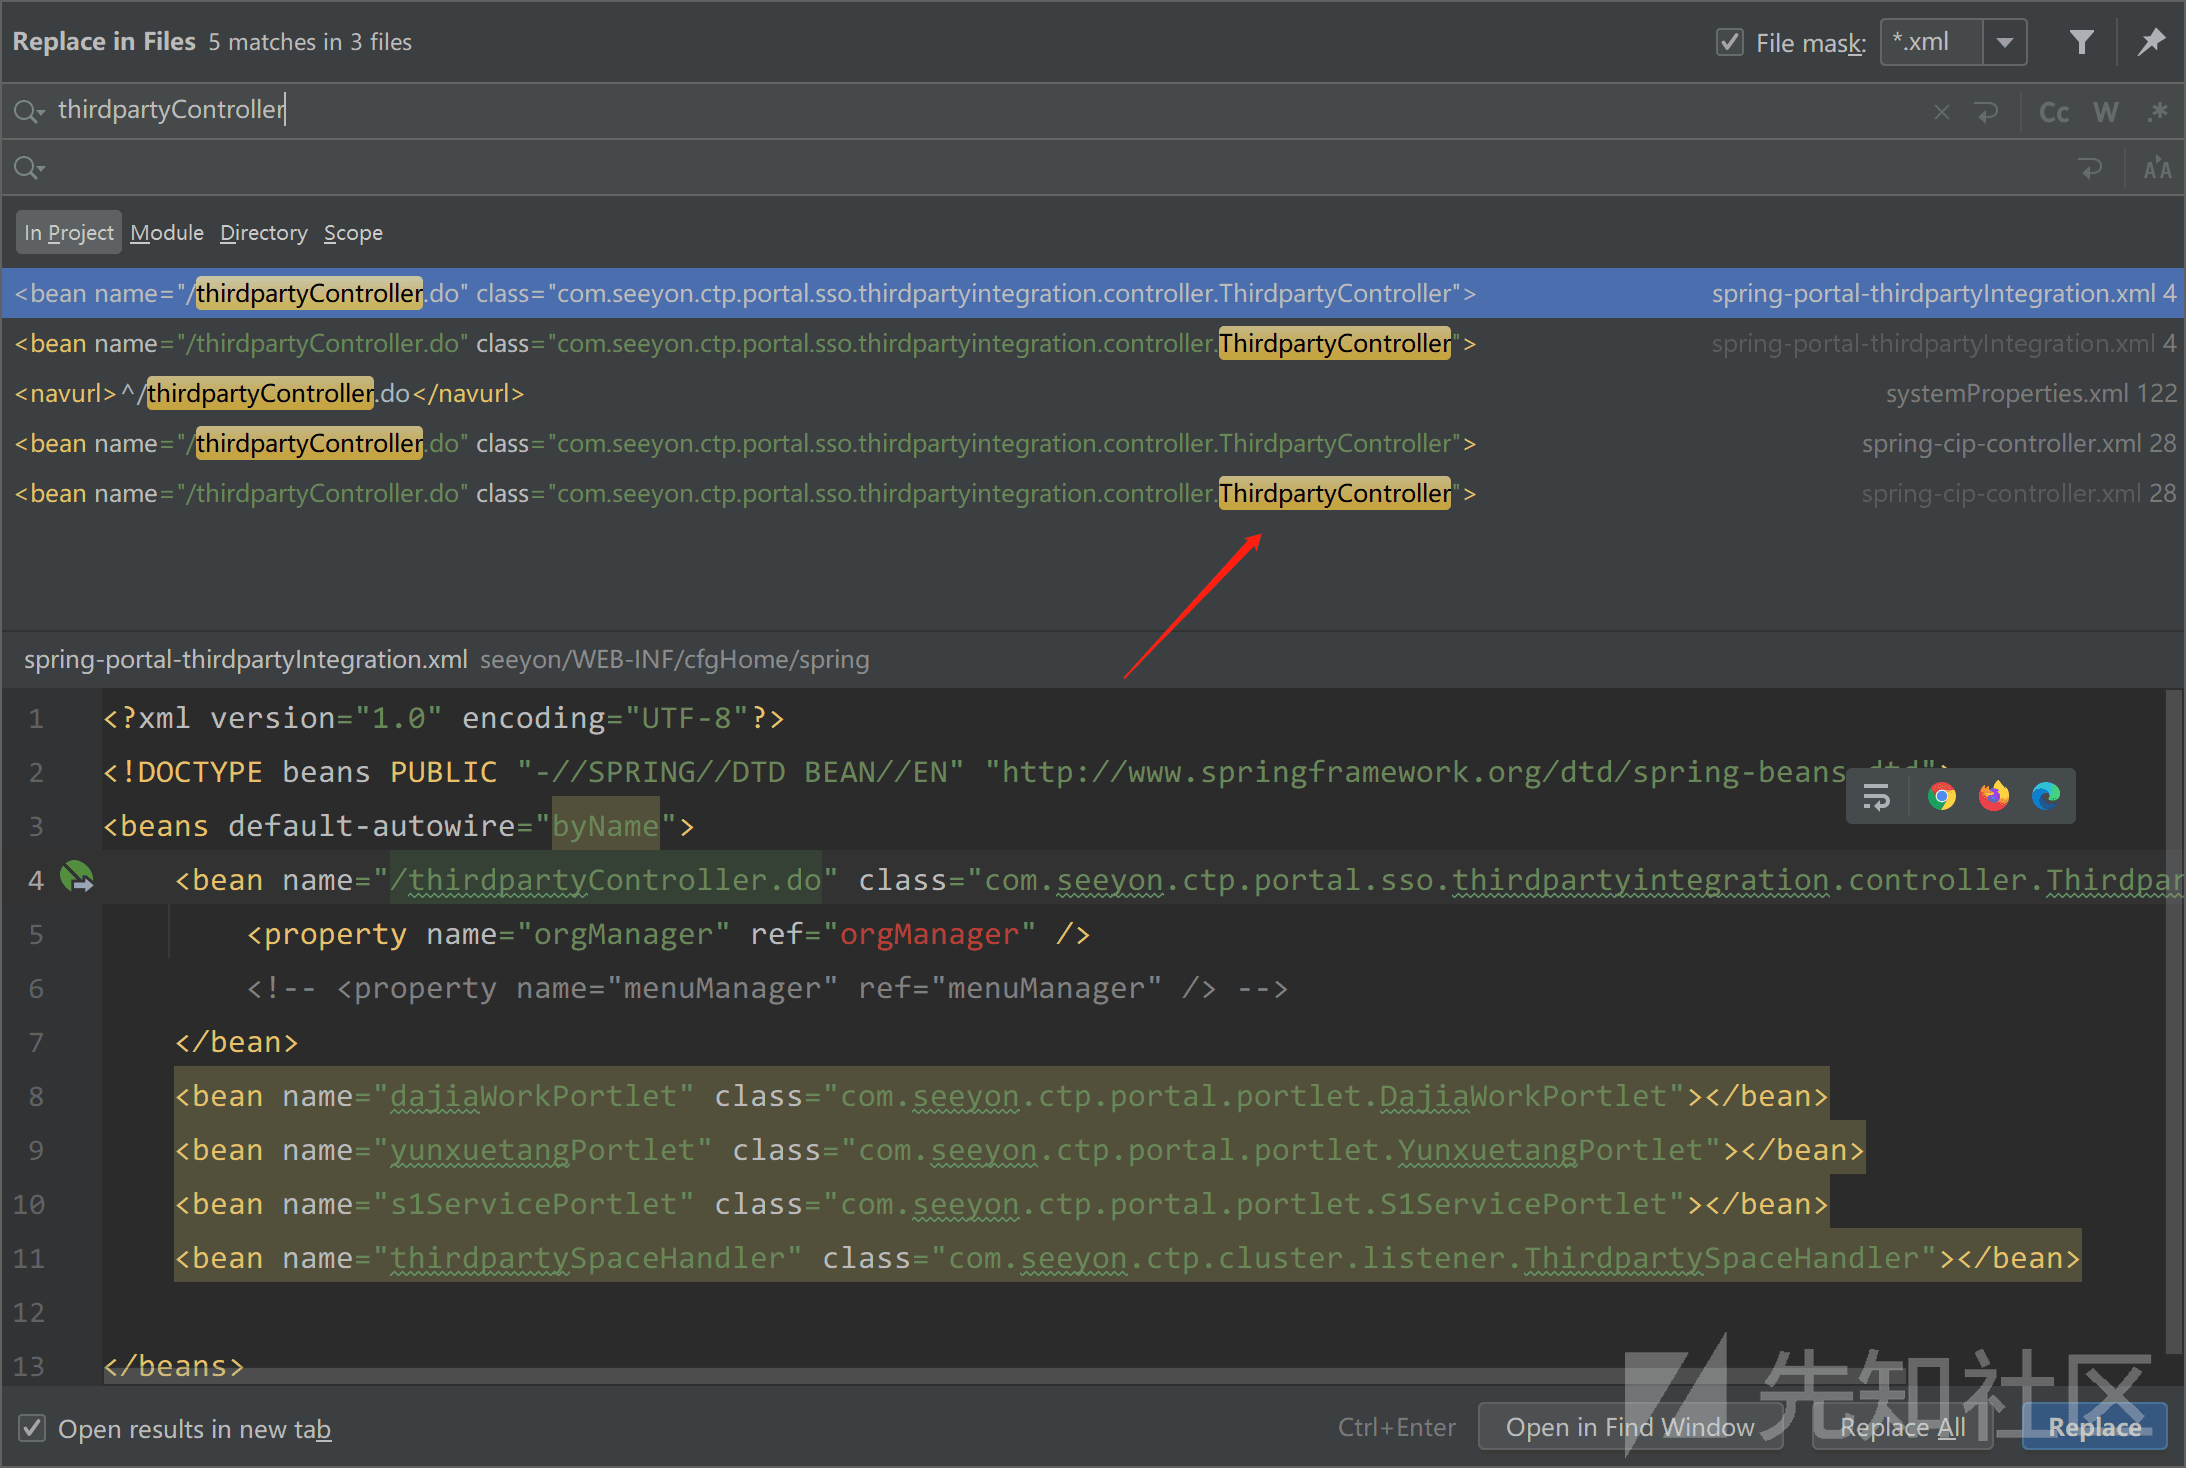 Replace in Files 5 matches in 3 files File mask: *.xml
thirdpartyController Cc W .*
In Project Module Directory Scope
<bean name="/thirdpartyController.do" class="com.seeyon.ctp.portal.sso.thirdpartyintegration.controller.ThirdpartyController"> spring-portal-thirdpartyIntegration.xml 4
<bean name="/thirdpartyController.do" class="com.seeyon.ctp.portal.sso.thirdpartyintegration.controller.ThirdpartyController"> spring-portal-thirdpartyIntegration.xml 4
<navurl>^/thirdpartyController.do</navurl> systemProperties.xml 122
<bean name="/thirdpartyController.do" class="com.seeyon.ctp.portal.sso.thirdpartyintegration.controller.ThirdpartyController"> spring-cip-controller.xml 28
<bean name="/thirdpartyController.do" class="com.seeyon.ctp.portal.sso.thirdpartyintegration.controller.ThirdpartyController"> spring-cip-controller.xml 28
spring-portal-thirdpartyIntegration.xml seeyon/WEB-INF/cfgHome/spring
1 <?xml version="1.0" encoding="UTF-8"?>
2 <!DOCTYPE beans PUBLIC "-//SPRING//DTD BEAN//EN" "http://www.springframework.org/dtd/spring-beans.dtd">
3 <beans default-autowire="byName">
4 <bean name="/thirdpartyController.do" class="com.seeyon.ctp.portal.sso.thirdpartyintegration.controller.Thirdpar
5 <property name="orgManager" ref="orgManager" />
6 <!-- <property name="menuManager" ref="menuManager" /> -->
7 </bean>
8 <bean name="dajiaWorkPortlet" class="com.seeyon.ctp.portal.portlet.DajiaWorkPortlet"></bean>
9 <bean name="yunxuetangPortlet" class="com.seeyon.ctp.portal.portlet.YunxuetangPortlet"></bean>
10 <bean name="s1ServicePortlet" class="com.seeyon.ctp.portal.portlet.S1ServicePortlet"></bean>
11 <bean name="thirdpartySpaceHandler" class="com.seeyon.ctp.cluster.listener.ThirdpartySpaceHandler"></bean>
12
13 </beans>
先知社区
Open results in new tab Ctrl+Enter Open in Find Window Replace All Replace